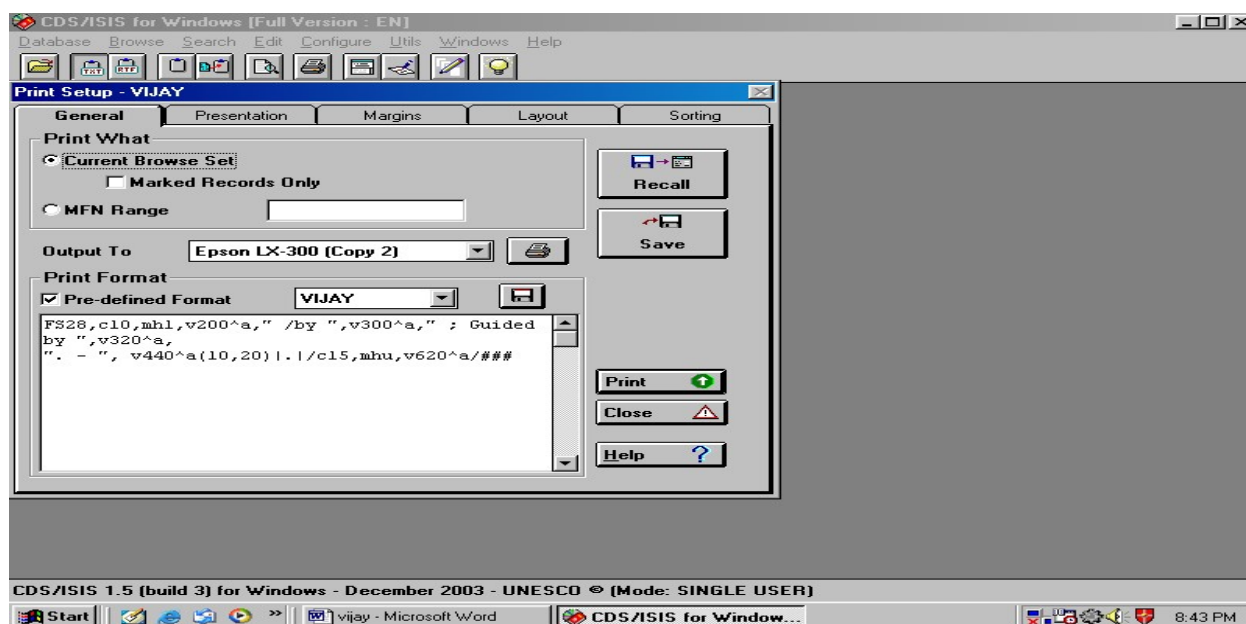 CDS/ISIS for Windows [Full Version : EN]
Database Browse Search Edit Configure Utils Windows Help
TXT RTF
Print Setup - VIJAY
General Presentation Margins Layout Sorting
Print What
Current Browse Set
Marked Records Only
MFN Range
Recall
Save
Output To Epson LX-300 (Copy 2)
Print Format
Pre-defined Format VIJAY
FS28,cl0,mhl,v200^a," /by ",v300^a," ; Guided
by ",v320^a,
". - ", v440^a(10,20)|.|/cl5,mhu,v620^a/###
Print
Close
Help ?
CDS/ISIS 1.5 (build 3) for Windows - December 2003 - UNESCO © (Mode: SINGLE USER)
Start » vijay - Microsoft Word CDS/ISIS for Window... 8:43 PM